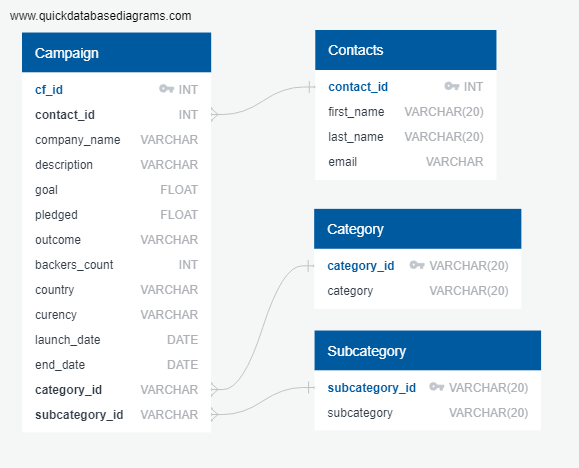 www.quickdatabasediagrams.com
Campaign
cf_id INT
contact_id INT
company_name VARCHAR
description VARCHAR
goal FLOAT
pledged FLOAT
outcome VARCHAR
backers_count INT
country VARCHAR
curency VARCHAR
launch_date DATE
end_date DATE
category_id VARCHAR
subcategory_id VARCHAR
Contacts
contact_id INT
first_name VARCHAR(20)
last_name VARCHAR(20)
email VARCHAR
Category
category_id VARCHAR(20)
category VARCHAR(20)
Subcategory
subcategory_id VARCHAR(20)
subcategory VARCHAR(20)